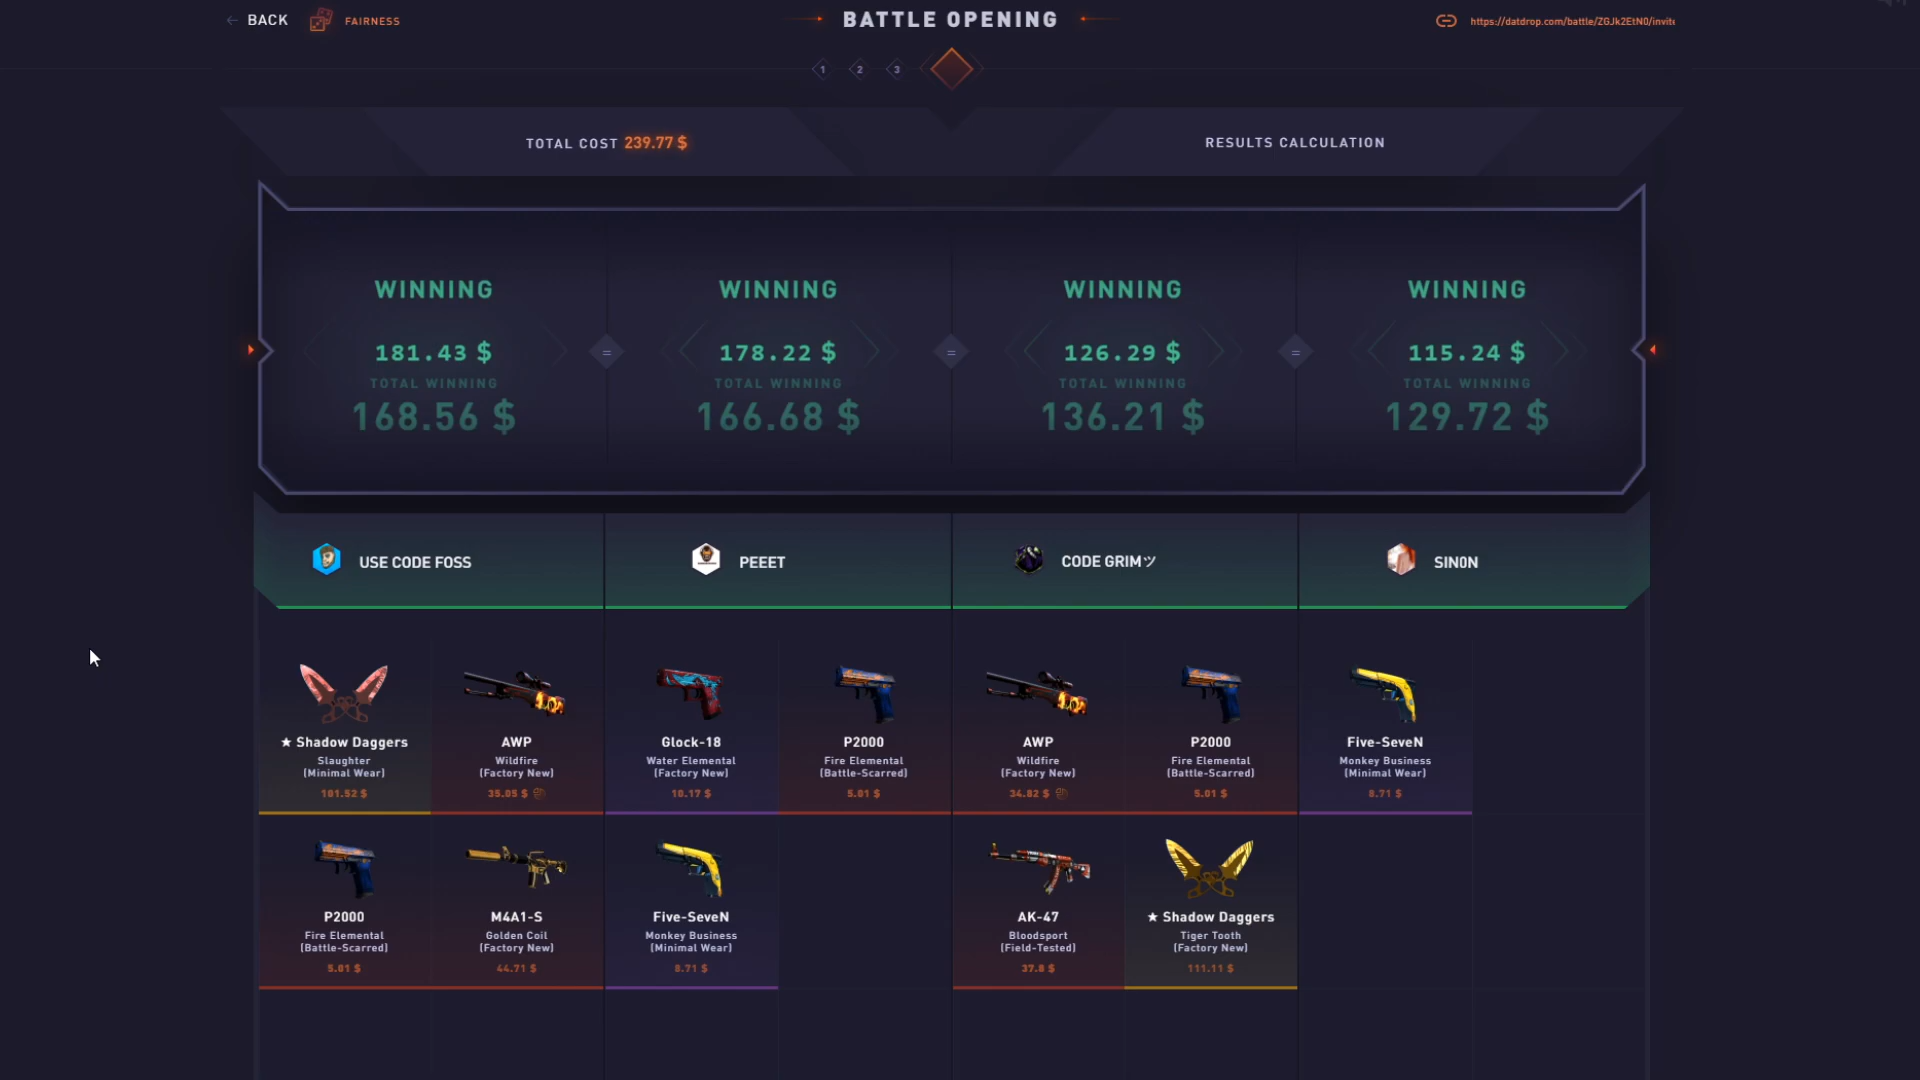 BACK
FAIRNESS
BATTLE OPENING
https://datdrop.com/battle/ZGJk2EtN0/invite
1
2
3
TOTAL COST 239.77 $
RESULTS CALCULATION
WINNING
181.43 $
TOTAL WINNING
168.56 $
=
WINNING
178.22 $
TOTAL WINNING
166.68 $
=
WINNING
126.29 $
TOTAL WINNING
136.21 $
=
WINNING
115.24 $
TOTAL WINNING
129.72 $
USE CODE FOSS
PEEET
CODE GRIMツ
SIN0N
★ Shadow Daggers
Slaughter
(Minimal Wear)
101.52 $
AWP
Wildfire
(Factory New)
35.05 $
Glock-18
Water Elemental
(Factory New)
10.17 $
P2000
Fire Elemental
(Battle-Scarred)
5.01 $
AWP
Wildfire
(Factory New)
34.82 $
P2000
Fire Elemental
(Battle-Scarred)
5.01 $
Five-SeveN
Monkey Business
(Minimal Wear)
8.71 $
P2000
Fire Elemental
(Battle-Scarred)
5.01 $
M4A1-S
Golden Coil
(Factory New)
44.71 $
Five-SeveN
Monkey Business
(Minimal Wear)
8.71 $
AK-47
Bloodsport
(Field-Tested)
37.8 $
★ Shadow Daggers
Tiger Tooth
(Factory New)
111.11 $